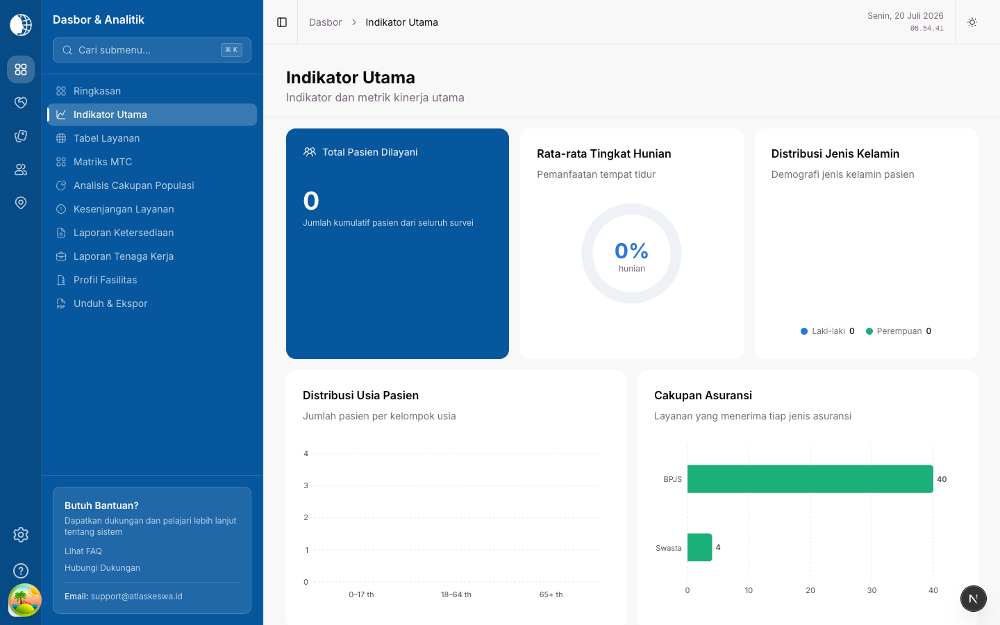 Dasbor & Analitik
Cari submenu...
⌘ K
Ringkasan
Indikator Utama
Tabel Layanan
Matriks MTC
Analisis Cakupan Populasi
Kesenjangan Layanan
Laporan Ketersediaan
Laporan Tenaga Kerja
Profil Fasilitas
Unduh & Ekspor
Butuh Bantuan?
Dapatkan dukungan dan pelajari lebih lanjut
tentang sistem
Lihat FAQ
Hubungi Dukungan
Email: support@atlaskeswa.id
Dasbor
Indikator Utama
Senin, 20 Juli 2026
06.54.41
Indikator Utama
Indikator dan metrik kinerja utama
Total Pasien Dilayani
0
Jumlah kumulatif pasien dari seluruh survei
Rata-rata Tingkat Hunian
Pemanfaatan tempat tidur
0%
hunian
Distribusi Jenis Kelamin
Demografi jenis kelamin pasien
Laki-laki 0
Perempuan 0
Distribusi Usia Pasien
Jumlah pasien per kelompok usia
4
3
2
1
0
0–17 th
18–64 th
65+ th
Cakupan Asuransi
Layanan yang menerima tiap jenis asuransi
BPJS
40
Swasta
4
0
10
20
30
40
N